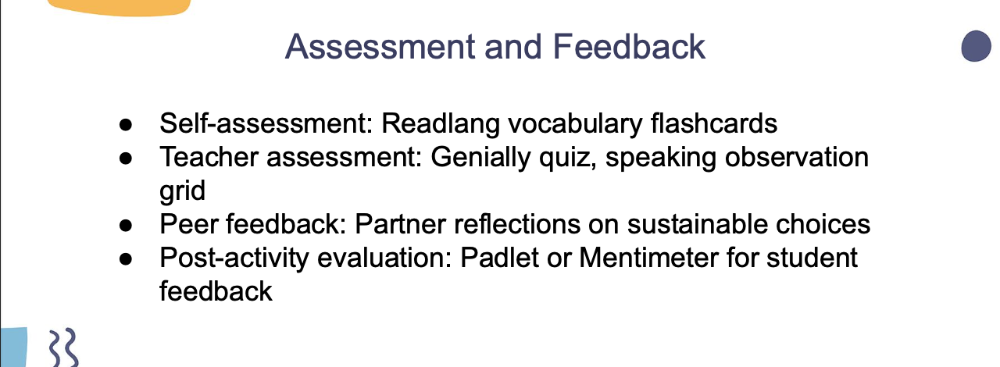 Assessment and Feedback
● Self-assessment: Readlang vocabulary flashcards
● Teacher assessment: Genially quiz, speaking observation
grid
● Peer feedback: Partner reflections on sustainable choices
● Post-activity evaluation: Padlet or Mentimeter for student
feedback